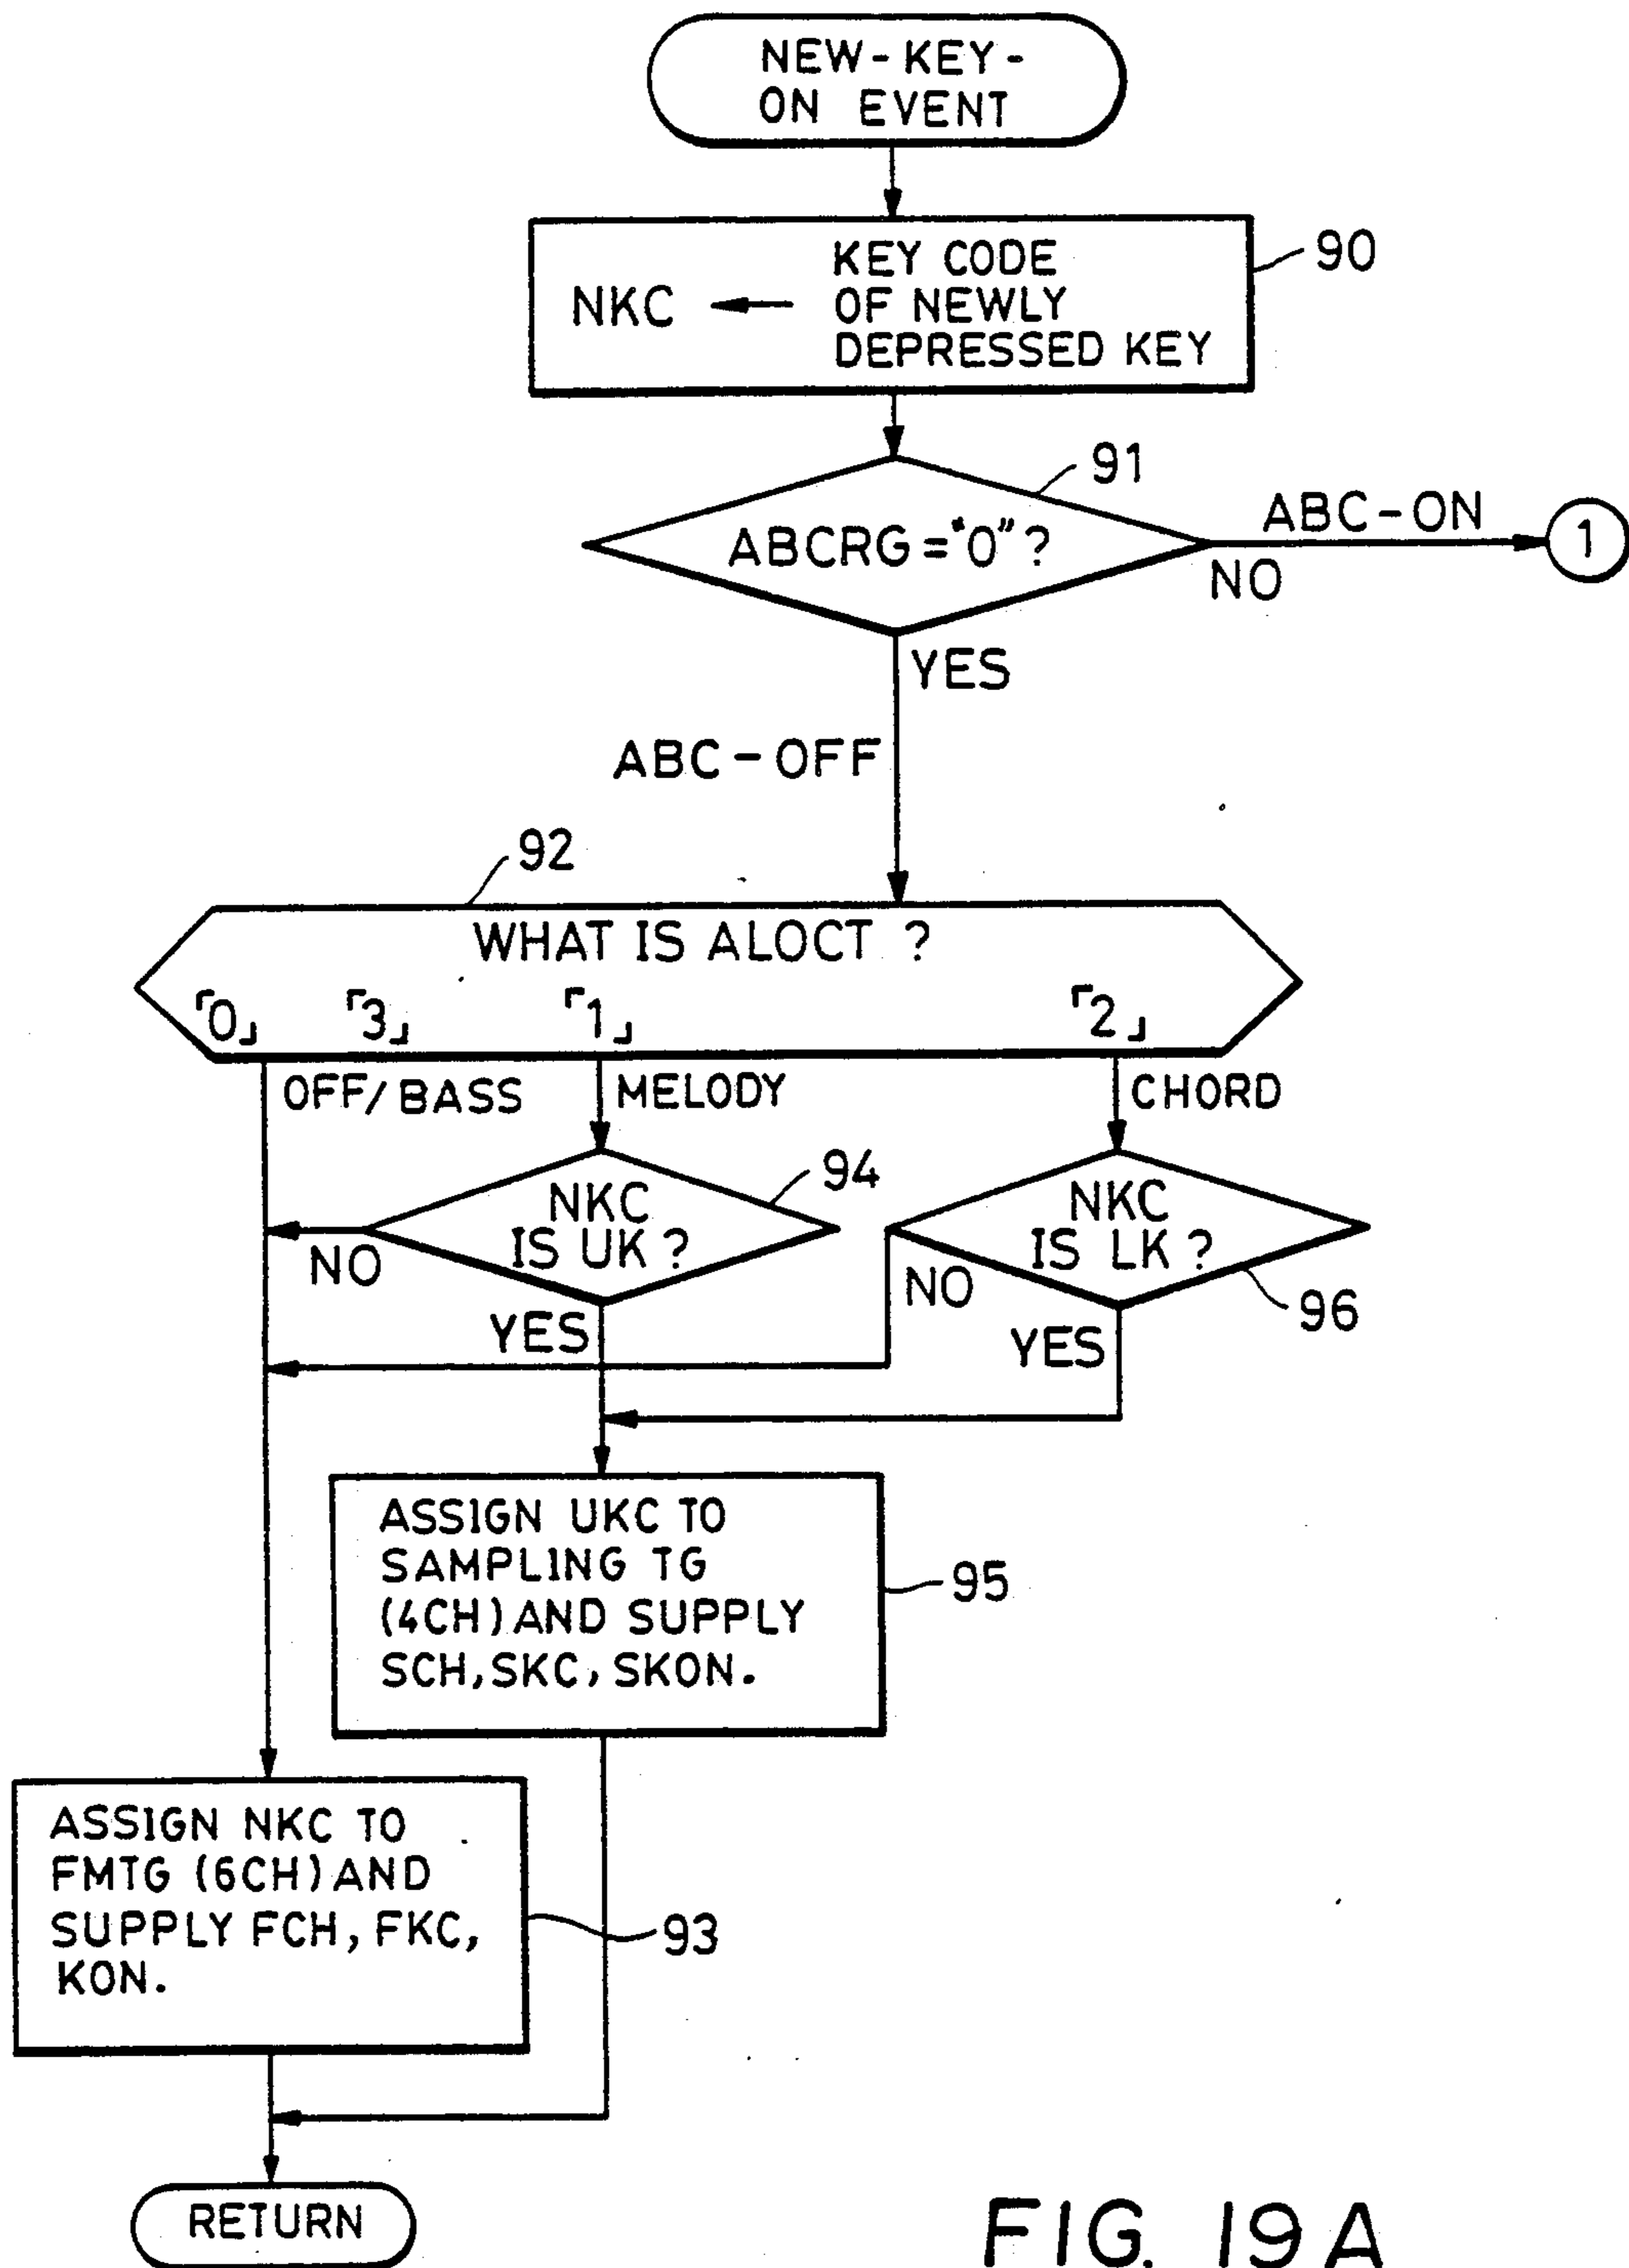 NEW-KEY-
ON EVENT
KEY CODE
NKC ← OF NEWLY
DEPRESSED KEY
90
91
ABCRG="0"?
ABC-ON
NO
1
YES
ABC-OFF
92
WHAT IS ALOCT ?
「0」 「3」 「1」 「2」
OFF/BASS
MELODY
CHORD
NKC
IS UK ?
94
NO
YES
NKC
IS LK ?
96
NO
YES
ASSIGN UKC TO
SAMPLING TG
(4CH) AND SUPPLY
SCH, SKC, SKON.
95
ASSIGN NKC TO
FMTG (6CH) AND
SUPPLY FCH, FKC,
KON.
93
RETURN
FIG. 19A